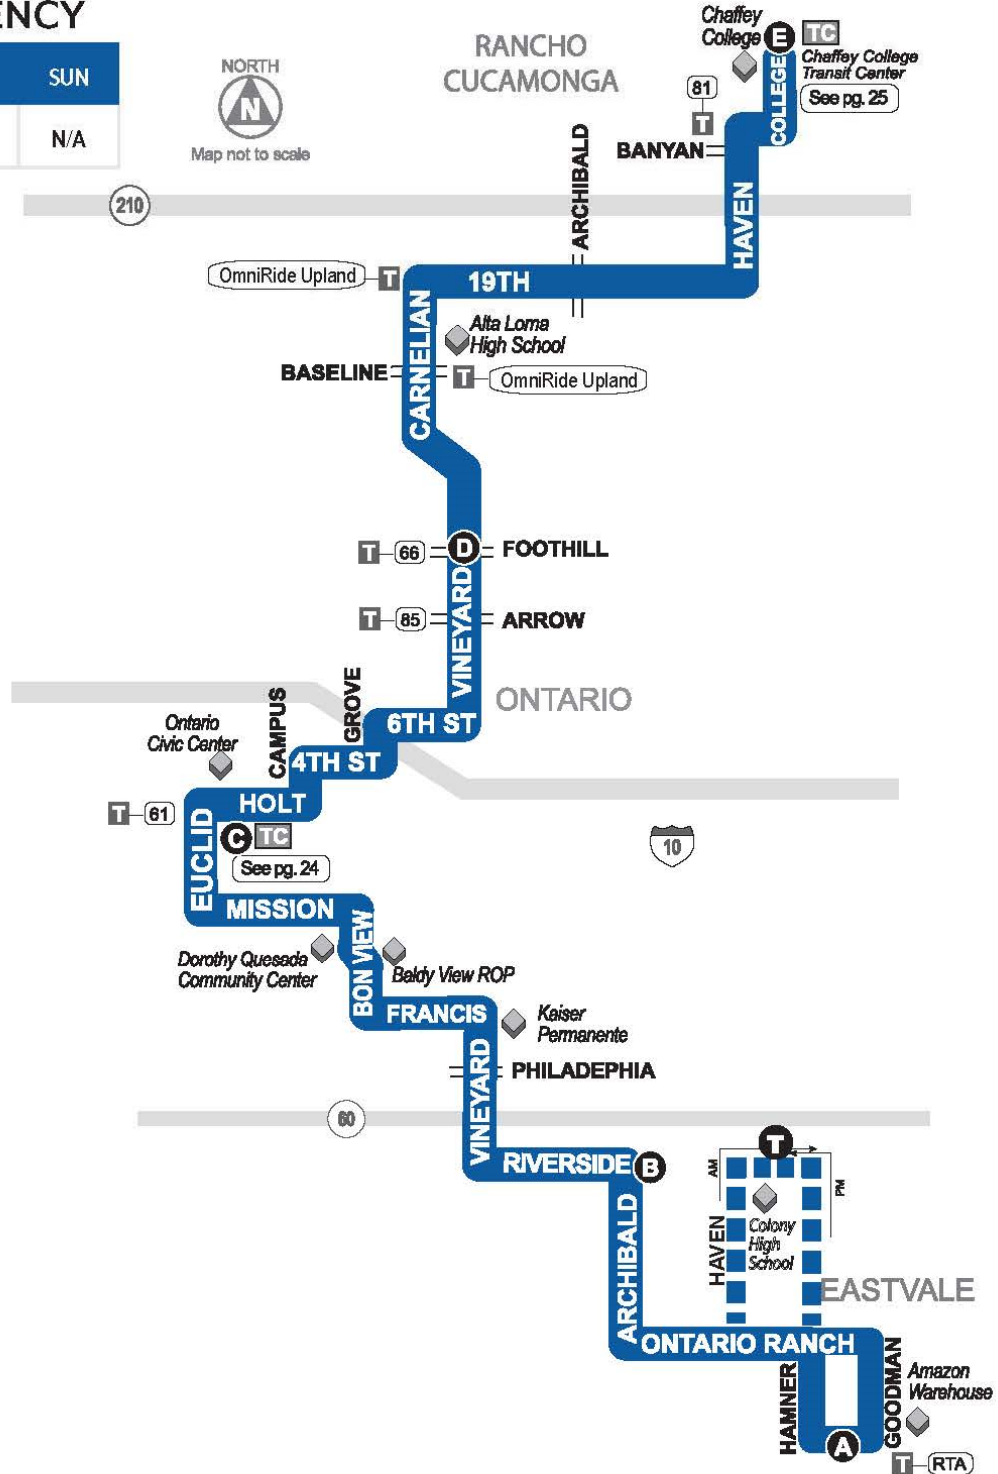 ENCY
SUN
N/A
NORTH
N
Map not to scale
RANCHO
CUCAMONGA
Chaffey
College
E
TC
Chaffey College
Transit Center
See pg. 25
COLLEGE
81
T
BANYAN
ARCHIBALD
210
HAVEN
OmniRide Upland
T
19TH
CARNELIAN
Alta Loma
High School
BASELINE
T
OmniRide Upland
T
66
D
FOOTHILL
T
85
ARROW
VINEYARD
ONTARIO
GROVE
CAMPUS
6TH ST
Ontario
Civic Center
4TH ST
HOLT
T
61
EUCLID
C
TC
See pg. 24
10
MISSION
BON VIEW
Dorothy Quesada
Community Center
Baldy View ROP
FRANCIS
Kaiser
Permanente
VINEYARD
PHILADEPHIA
60
RIVERSIDE
B
T
AM
PM
HAVEN
Colony
High
School
ARCHIBALD
EASTVALE
ONTARIO RANCH
HAMNER
GOODMAN
Amazon
Warehouse
A
T
RTA